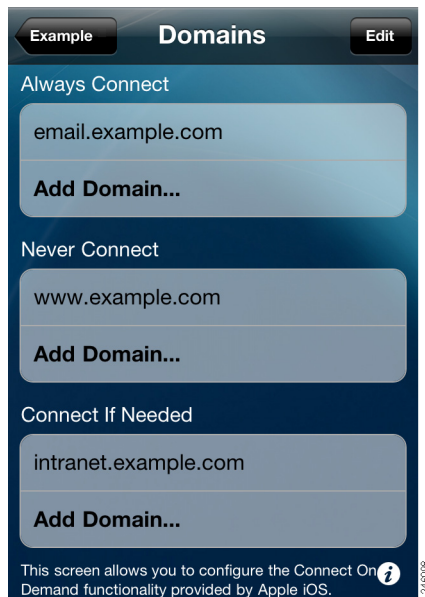 Example
Domains
Edit
Always Connect
email.example.com
Add Domain...
Never Connect
www.example.com
Add Domain...
Connect If Needed
intranet.example.com
Add Domain...
This screen allows you to configure the Connect On
Demand functionality provided by Apple iOS.
i